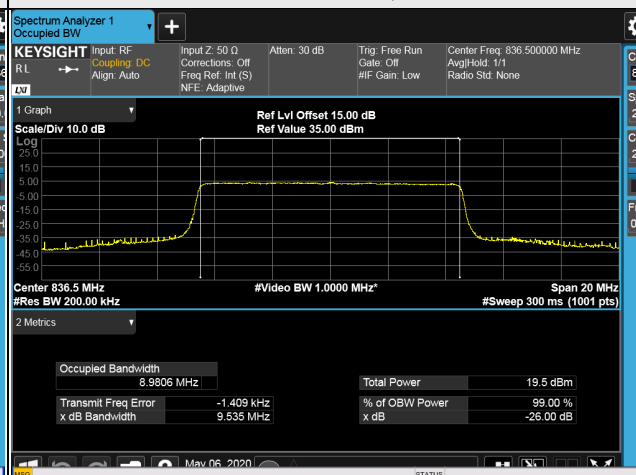 Spectrum Analyzer 1
Occupied BW
KEYSIGHT
RL
LXI
Input: RF
Coupling: DC
Align: Auto
Input Z: 50 Ω
Corrections: Off
Freq Ref: Int (S)
NFE: Adaptive
Atten: 30 dB
Trig: Free Run
Gate: Off
#IF Gain: Low
Center Freq: 836.500000 MHz
Avg|Hold: 1/1
Radio Std: None
1 Graph
Scale/Div 10.0 dB
Ref Lvl Offset 15.00 dB
Ref Value 35.00 dBm
Log
25.0
15.0
5.00
-5.00
-15.0
-25.0
-35.0
-45.0
-55.0
Center 836.5 MHz
#Video BW 1.0000 MHz*
Span 20 MHz
#Res BW 200.00 kHz
#Sweep 300 ms (1001 pts)
2 Metrics
Occupied Bandwidth
8.9806 MHz
Total Power 19.5 dBm
Transmit Freq Error -1.409 kHz
% of OBW Power 99.00 %
x dB Bandwidth 9.535 MHz
x dB -26.00 dB
May 06, 2020
MSG
STATUS